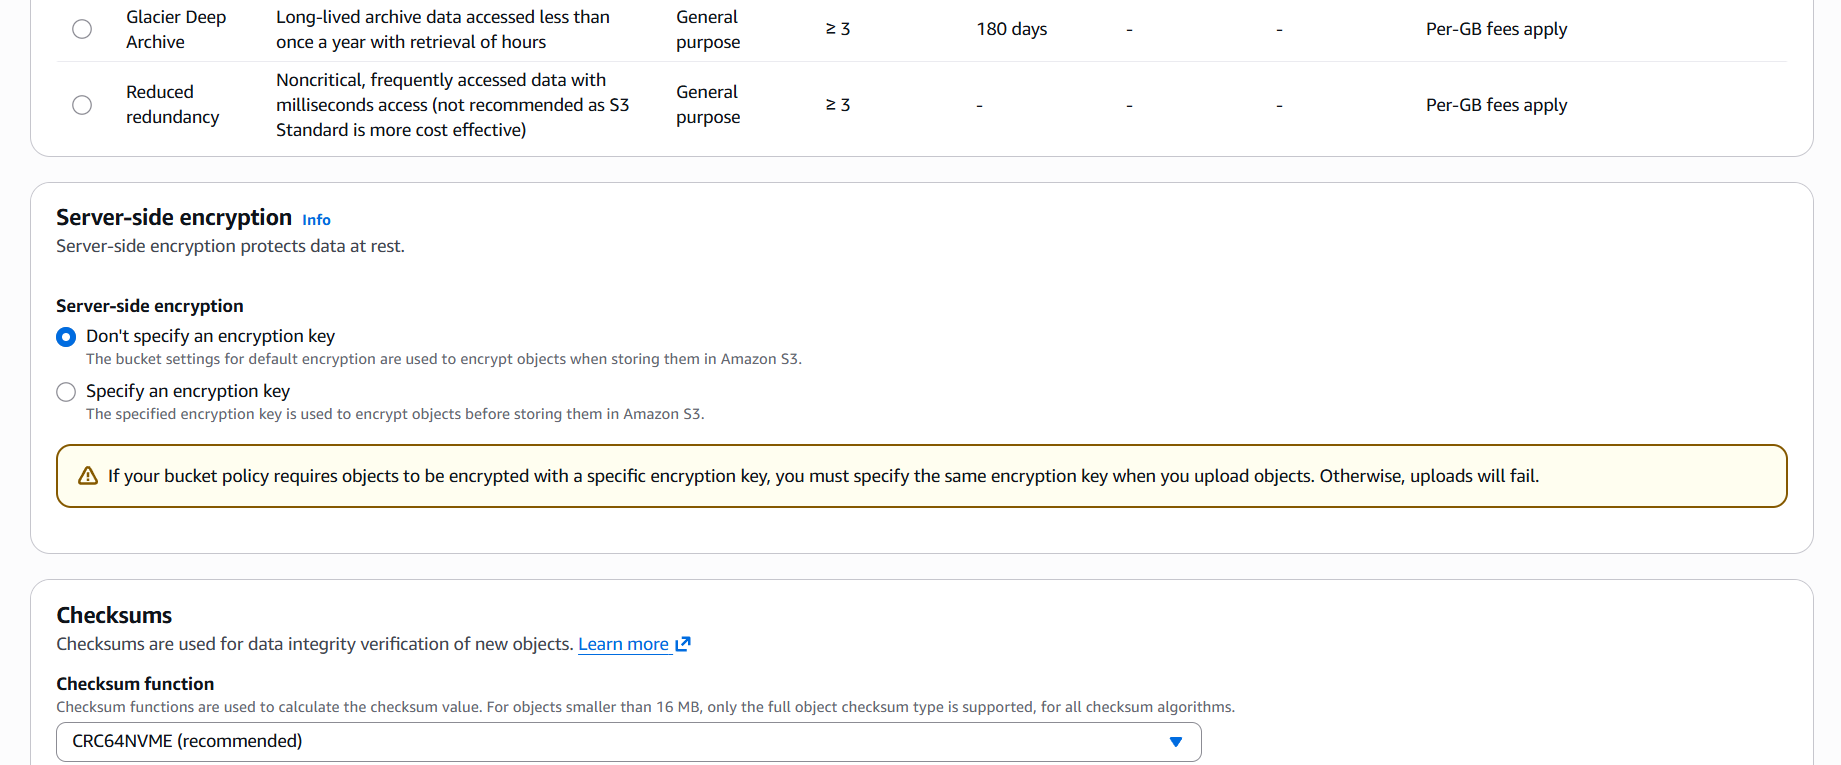 Glacier Deep Archive
Long-lived archive data accessed less than once a year with retrieval of hours
General purpose
≥ 3
180 days
-
-
Per-GB fees apply
Reduced redundancy
Noncritical, frequently accessed data with milliseconds access (not recommended as S3 Standard is more cost effective)
General purpose
≥ 3
-
-
-
Per-GB fees apply
Server-side encryption Info
Server-side encryption protects data at rest.
Server-side encryption
Don't specify an encryption key
The bucket settings for default encryption are used to encrypt objects when storing them in Amazon S3.
Specify an encryption key
The specified encryption key is used to encrypt objects before storing them in Amazon S3.
If your bucket policy requires objects to be encrypted with a specific encryption key, you must specify the same encryption key when you upload objects. Otherwise, uploads will fail.
Checksums
Checksums are used for data integrity verification of new objects. Learn more
Checksum function
Checksum functions are used to calculate the checksum value. For objects smaller than 16 MB, only the full object checksum type is supported, for all checksum algorithms.
CRC64NVME (recommended)